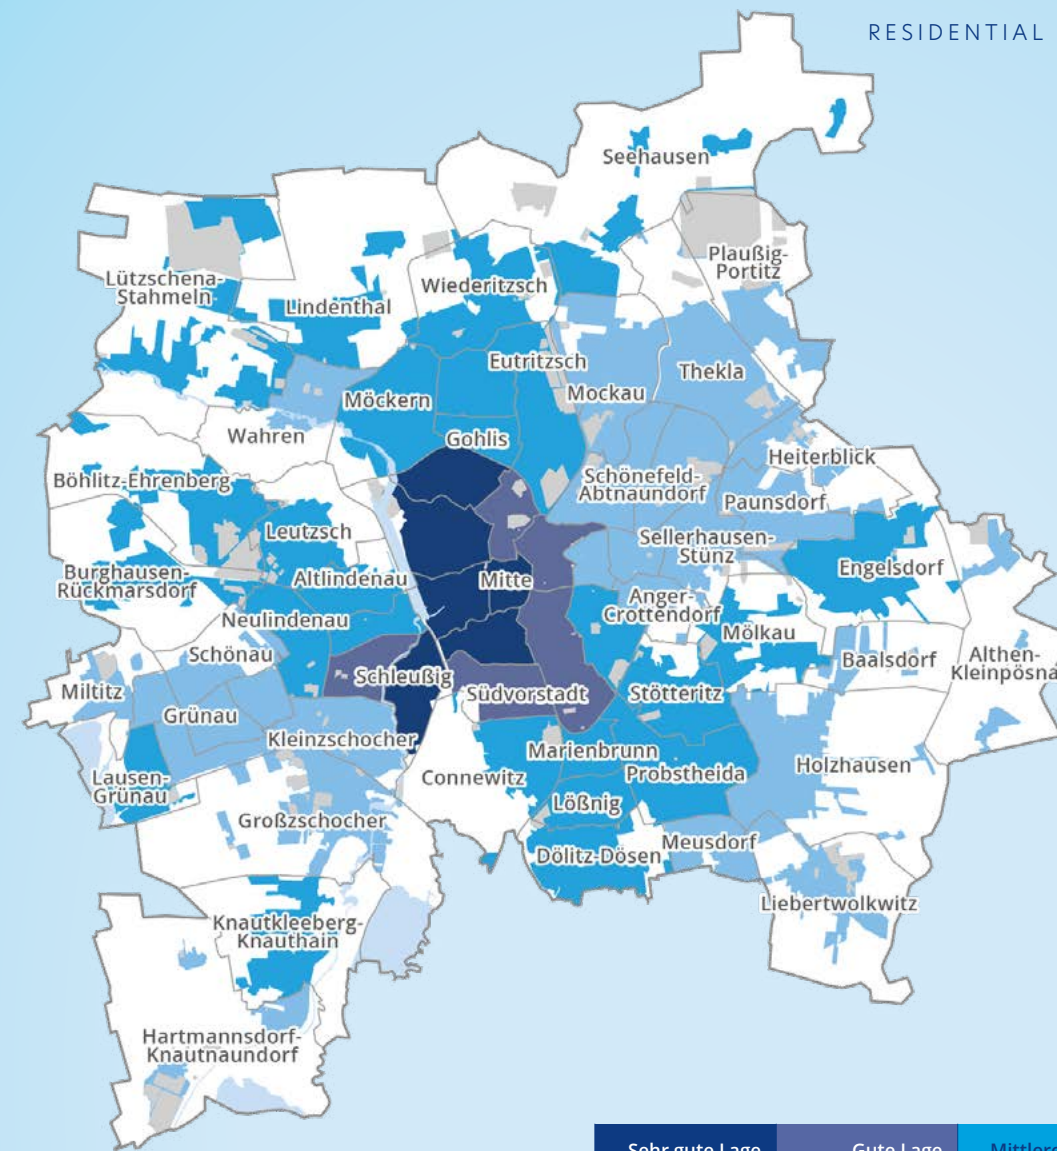 RESIDENTIAL
Seehausen
Plaußig-
Portitz
Lützschena-
Stahmeln
Lindenthal
Wiederitzsch
Eutritzsch
Thekla
Mockau
Möckern
Wahren
Gohlis
Heiterblick
Böhlitz-Ehrenberg
Schönefeld-
Abtnaundorf
Paunsdorf
Leutzsch
Sellerhausen-
Stünz
Engelsdorf
Burghausen-
Rückmarsdorf
Altlindenau
Mitte
Anger-
Crottendorf
Neulindenau
Mölkau
Schönau
Baalsdorf
Althen-
Kleinpösna
Miltitz
Schleußig
Südvorstadt
Stötteritz
Grünau
Kleinzschocher
Marienbrunn
Holzhausen
Lausen-
Grünau
Connewitz
Probstheida
Lößnig
Großzschocher
Dölitz-Dösen
Meusdorf
Liebertwolkwitz
Knautkleeberg-
Knauthain
Hartmannsdorf-
Knautnaundorf
Sehr gute Lage Gute Lage